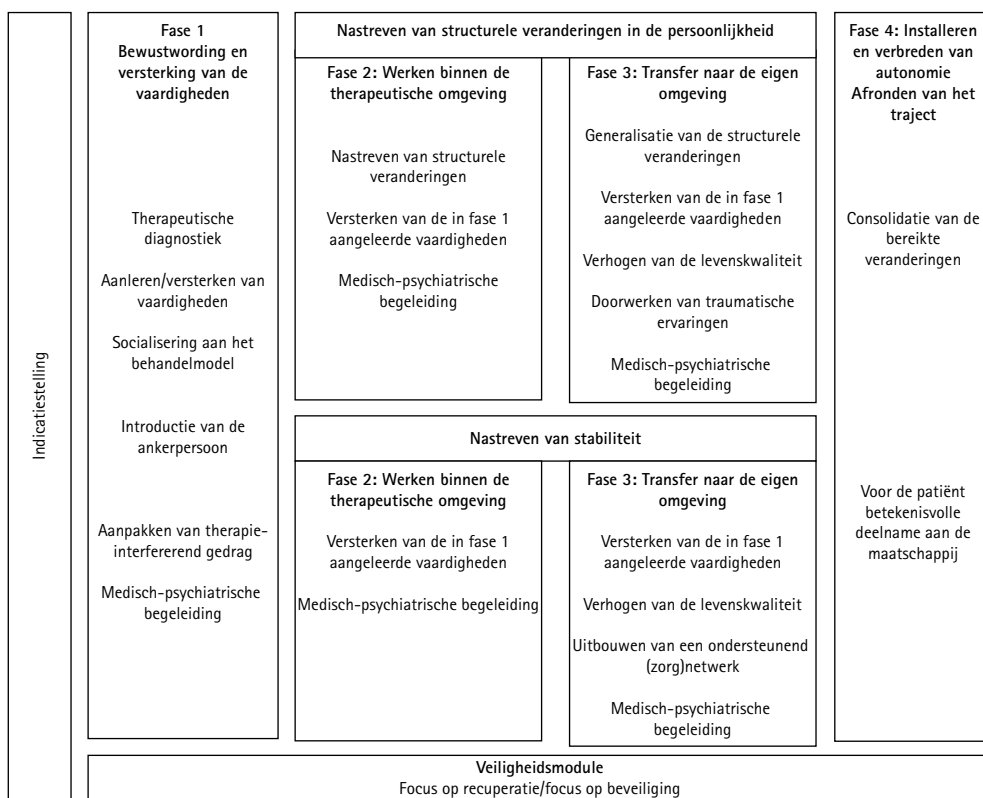 Indicatiestelling
Fase 1
Bewustwording en
versterking van de
vaardigheden
Therapeutische
diagnostiek
Aanleren/versterken van
vaardigheden
Socialisering aan het
behandelmodel
Introductie van de
ankerpersoon
Aanpakken van therapie-
interfererend gedrag
Medisch-psychiatrische
begeleiding
Nastreven van structurele veranderingen in de persoonlijkheid
Fase 2: Werken binnen de
therapeutische omgeving
Nastreven van structurele
veranderingen
Versterken van de in fase 1
aangeleerde vaardigheden
Medisch-psychiatrische
begeleiding
Fase 3: Transfer naar de eigen
omgeving
Generalisatie van de structurele
veranderingen
Versterken van de in fase 1
aangeleerde vaardigheden
Verhogen van de levenskwaliteit
Doorwerken van traumatische
ervaringen
Medisch-psychiatrische
begeleiding
Nastreven van stabiliteit
Fase 2: Werken binnen de
therapeutische omgeving
Versterken van de in fase 1
aangeleerde vaardigheden
Medisch-psychiatrische begeleiding
Fase 3: Transfer naar de eigen
omgeving
Versterken van de in fase 1
aangeleerde vaardigheden
Verhogen van de levenskwaliteit
Uitbouwen van een ondersteunend
(zorg)netwerk
Medisch-psychiatrische
begeleiding
Fase 4: Installeren
en verbreden van
autonomie
Afronden van het
traject
Consolidatie van de
bereikte
veranderingen
Voor de patiënt
betekenisvolle
deelname aan de
maatschappij
Veiligheidsmodule
Focus op recuperatie/focus op beveiliging